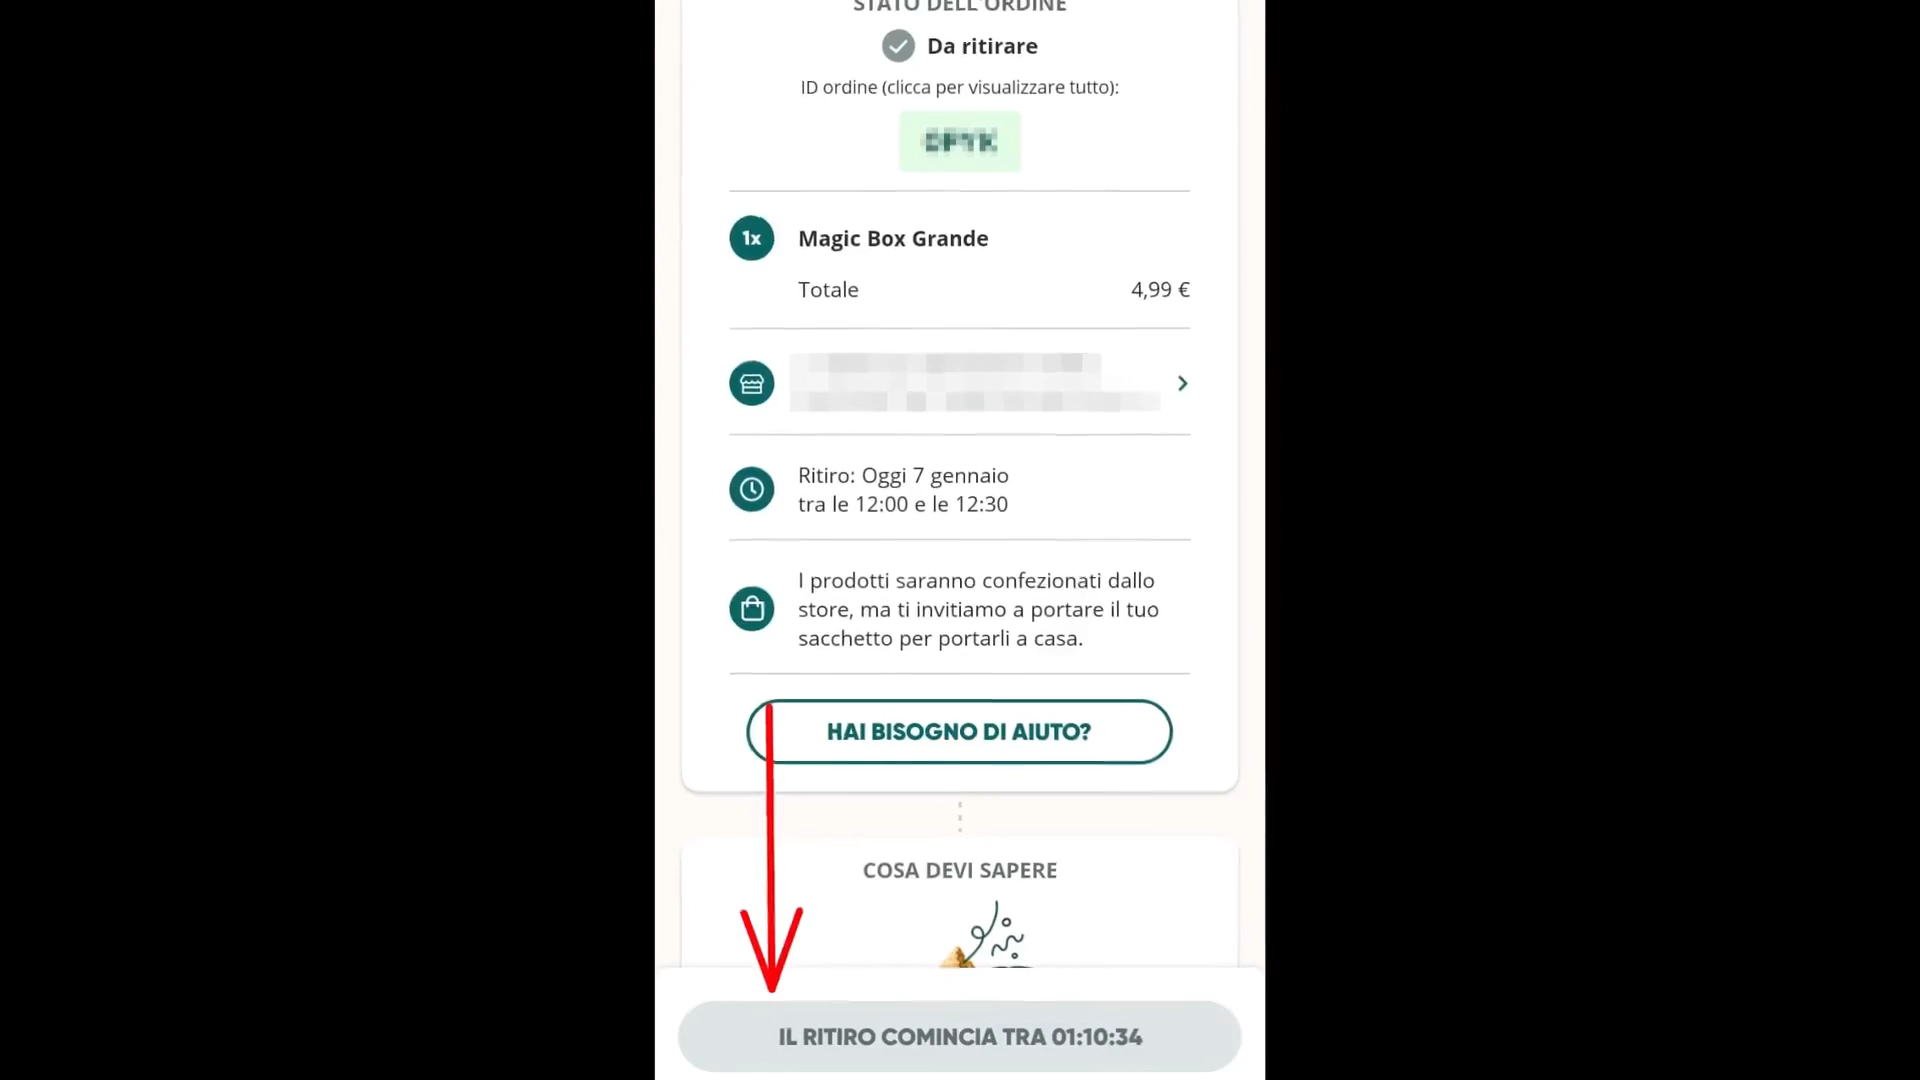 STATO DELL'ORDINE
Da ritirare
ID ordine (clicca per visualizzare tutto):
1x
Magic Box Grande
Totale
4,99 €
Ritiro: Oggi 7 gennaio
tra le 12:00 e le 12:30
I prodotti saranno confezionati dallo
store, ma ti invitiamo a portare il tuo
sacchetto per portarli a casa.
HAI BISOGNO DI AIUTO?
COSA DEVI SAPERE
IL RITIRO COMINCIA TRA 01:10:34